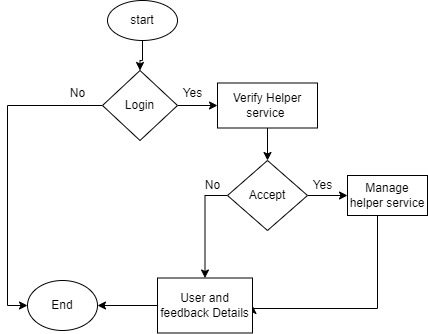 start
No
Login
Yes
Verify Helper
service
No
Accept
Yes
Manage
helper service
End
User and
feedback Details